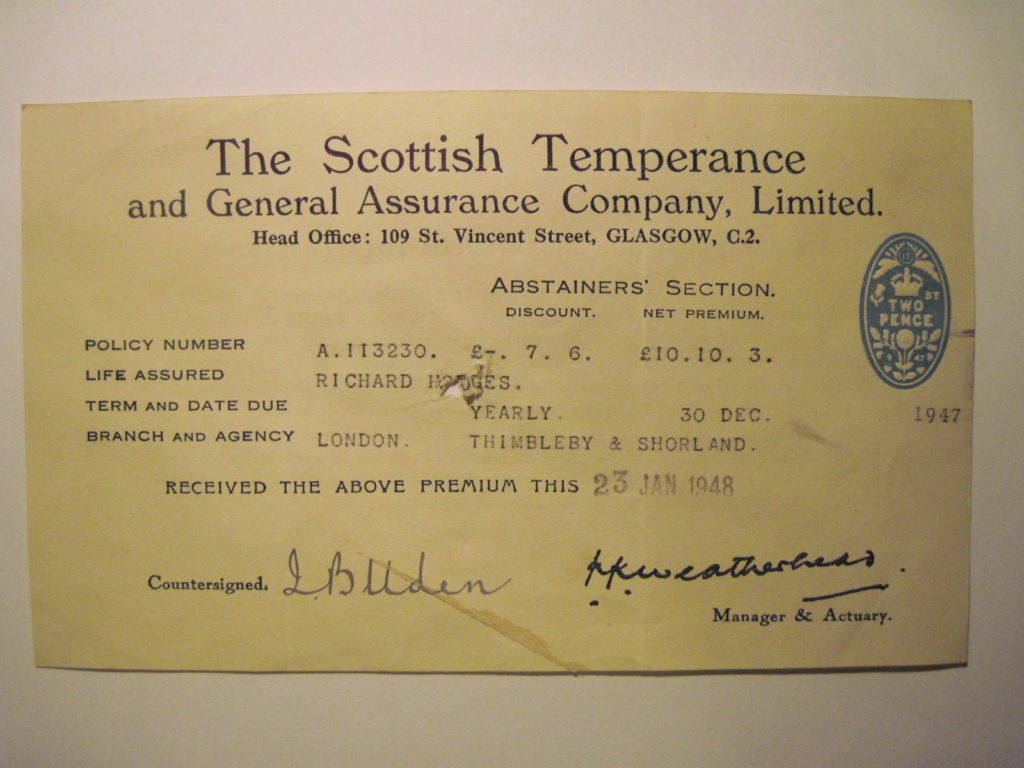 The Scottish Temperance
and General Assurance Company, Limited.
Head Office: 109 St. Vincent Street, GLASGOW, C.2.
ABSTAINERS' SECTION.
DISCOUNT. NET PREMIUM.
POLICY NUMBER A.113230. £-. 7. 6. £10.10. 3.
LIFE ASSURED RICHARD HODGES.
TERM AND DATE DUE YEARLY. 30 DEC. 1947
BRANCH AND AGENCY LONDON. THIMBLEBY & SHORLAND.
RECEIVED THE ABOVE PREMIUM THIS 23 JAN 1948
TWO
PENCE
Countersigned.
Weatherhead.
Manager & Actuary.